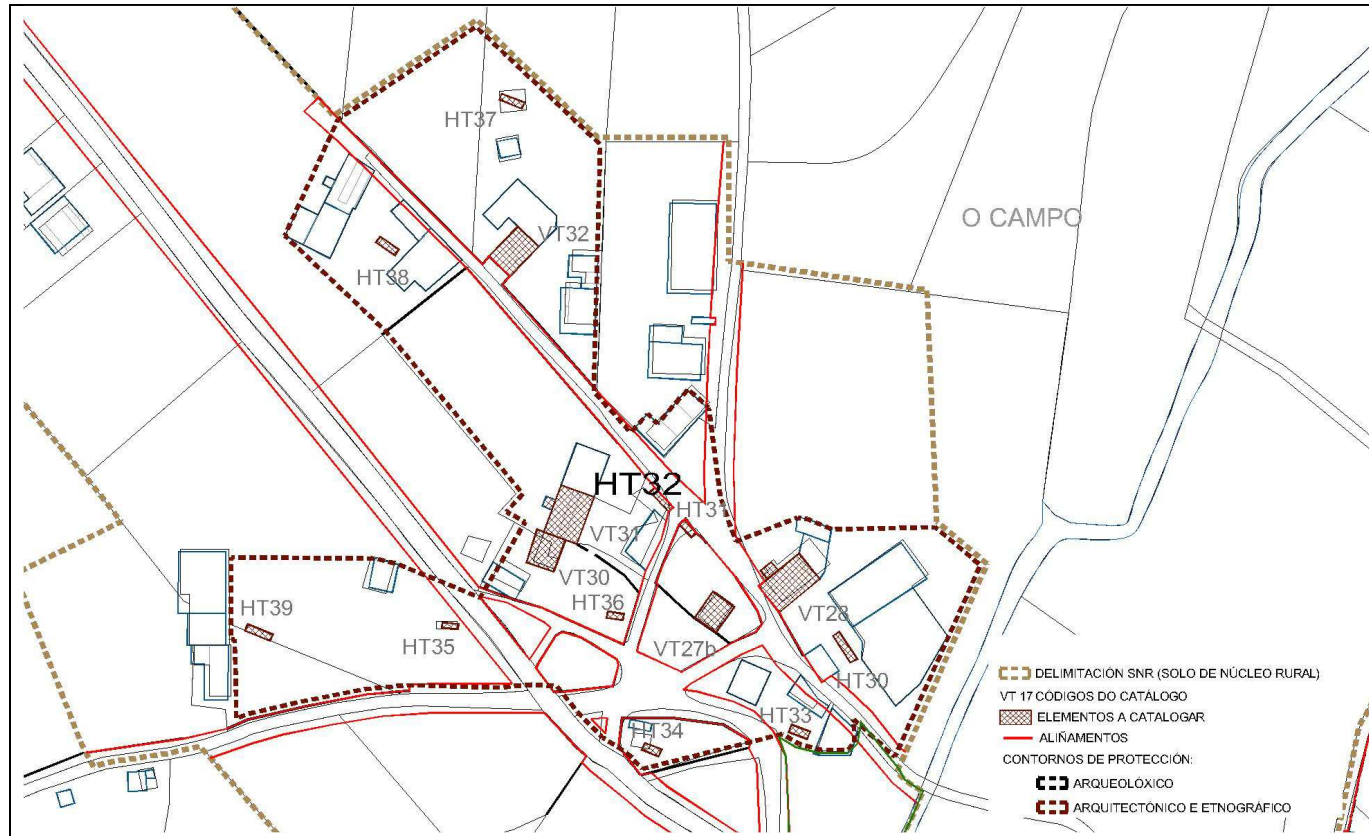 HT37
O CAMPO
VT32
HT38
HT32
HT31
VT31
VT30
VT28
HT36
HT39
HT35
VT27b
HT30
HT33
HT34
DELIMITACIÓN SNR (SOLO DE NÚCLEO RURAL)
VT 17 CÓDIGOS DO CATÁLOGO
ELEMENTOS A CATALOGAR
ALIÑAMENTOS
CONTORNOS DE PROTECCIÓN:
ARQUEOLÓXICO
ARQUITECTÓNICO E ETNOGRÁFICO